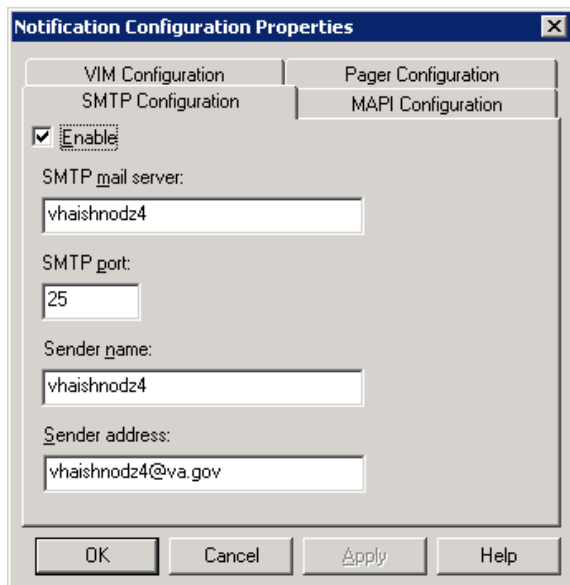 Notification Configuration Properties
VIM Configuration
Pager Configuration
SMTP Configuration
MAPI Configuration
Enable
SMTP mail server:
vhaishnodz4
SMTP port:
25
Sender name:
vhaishnodz4
Sender address:
vhaishnodz4@va.gov
OK
Cancel
Apply
Help